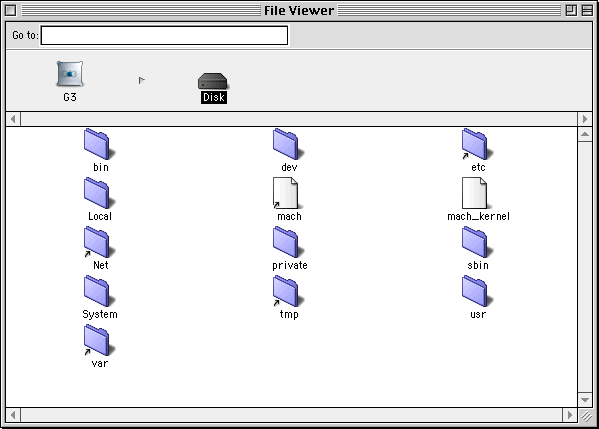 File Viewer
Go to:
G3
Disk
bin dev etc
Local mach mach_kernel
Net private sbin
System tmp usr
var